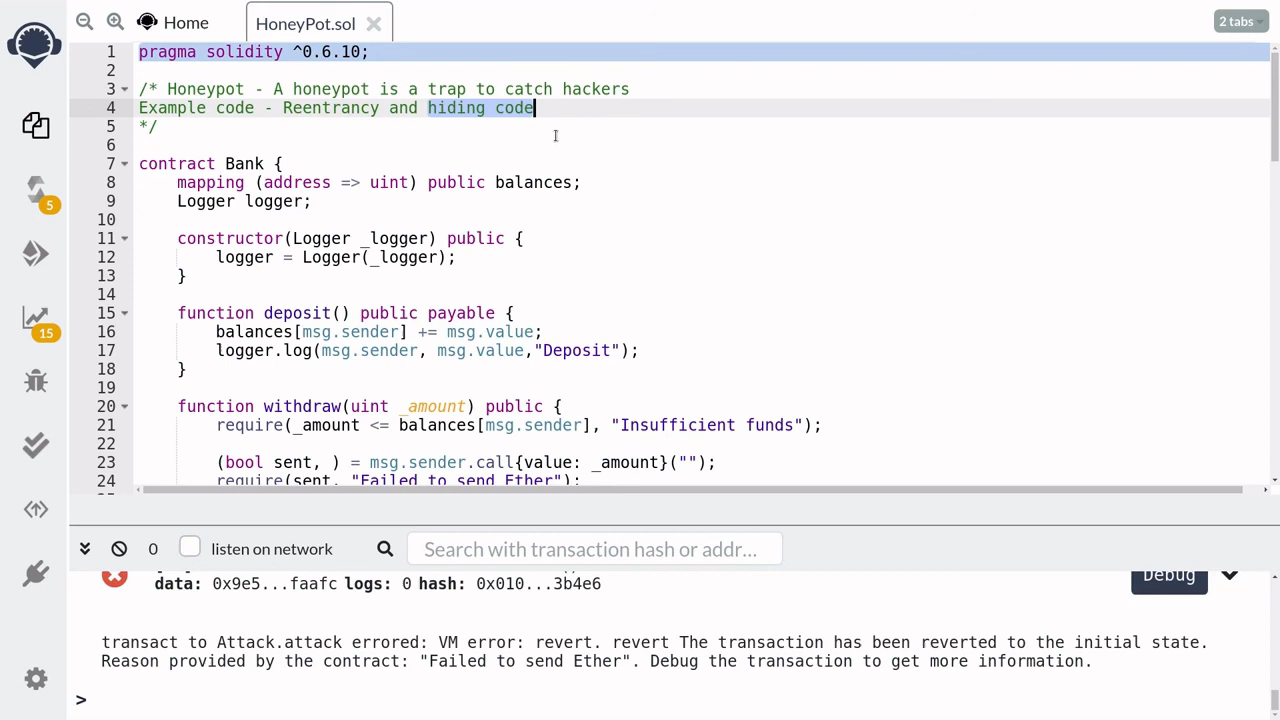 Home
HoneyPot.sol
2 tabs
1 pragma solidity ^0.6.10;
2
3 /* Honeypot - A honeypot is a trap to catch hackers
4 Example code - Reentrancy and hiding code
5 */
6
7 contract Bank {
8 mapping (address => uint) public balances;
9 Logger logger;
10
11 constructor(Logger _logger) public {
12 logger = Logger(_logger);
13 }
14
15 function deposit() public payable {
16 balances[msg.sender] += msg.value;
17 logger.log(msg.sender, msg.value,"Deposit");
18 }
19
20 function withdraw(uint _amount) public {
21 require(_amount <= balances[msg.sender], "Insufficient funds");
22
23 (bool sent, ) = msg.sender.call{value: _amount}("");
24 require(sent, "Failed to send Ether");
5
15
0
listen on network
Search with transaction hash or addr...
data: 0x9e5...faafc logs: 0 hash: 0x010...3b4e6
Debug
transact to Attack.attack errored: VM error: revert. revert The transaction has been reverted to the initial state.
Reason provided by the contract: "Failed to send Ether". Debug the transaction to get more information.
>